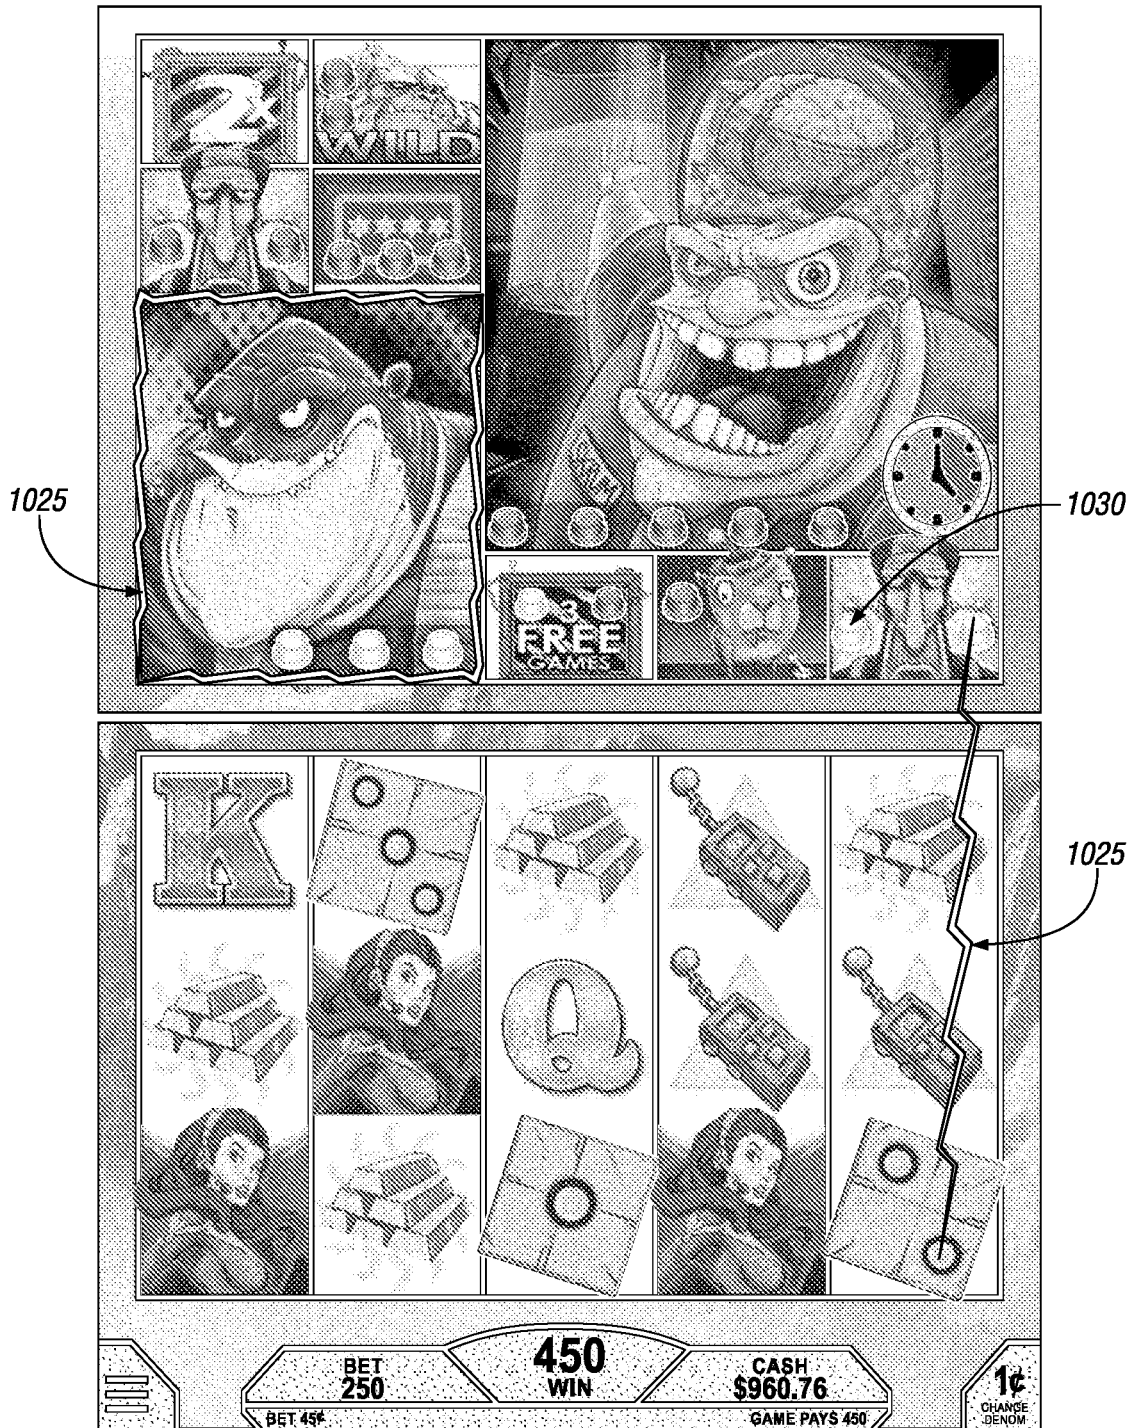 2x
WILD
1025
1030
3
FREE
GAMES
1025
K
Q
BET
250
450
WIN
CASH
$960.76
1¢
CHANGE
DENOM
BET 45¢
GAME PAYS 450